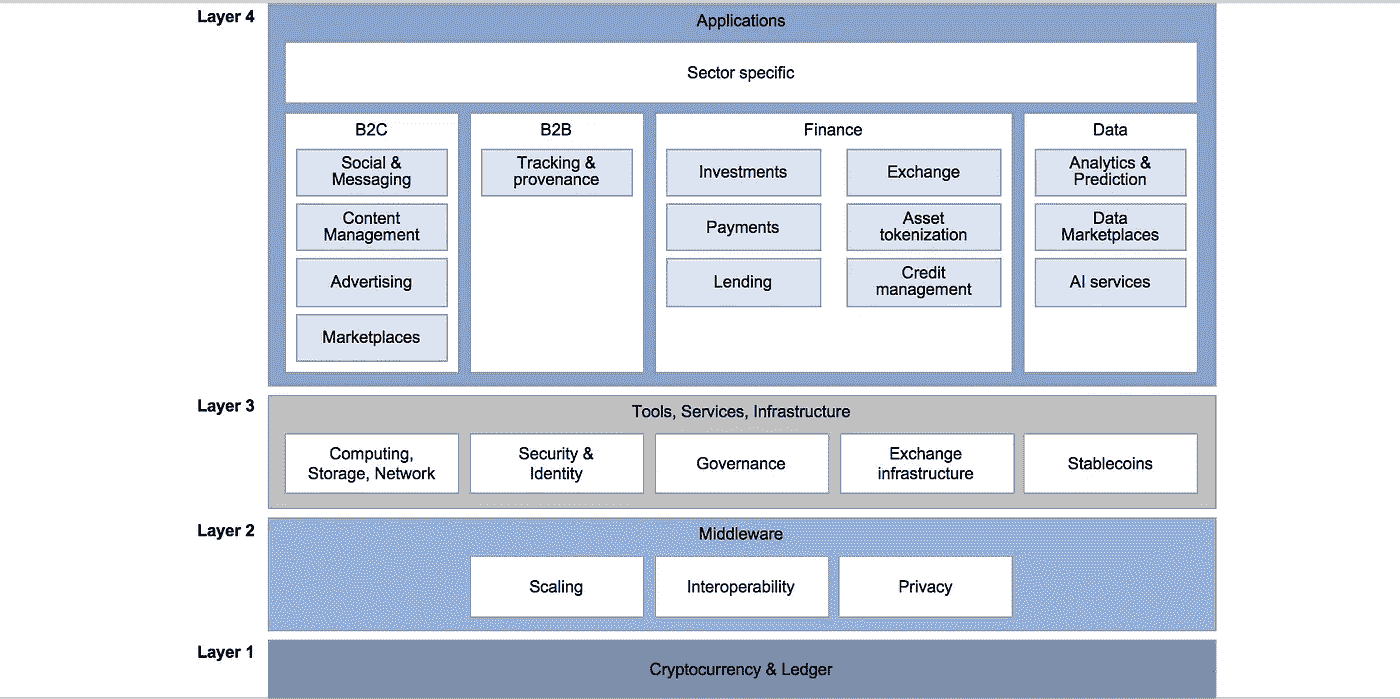 Layer 4
Applications
Sector specific
B2C
Social &
Messaging
Content
Management
Advertising
Marketplaces
B2B
Tracking &
provenance
Finance
Investments
Exchange
Payments
Asset
tokenization
Lending
Credit
management
Data
Analytics &
Prediction
Data
Marketplaces
AI services
Layer 3
Tools, Services, Infrastructure
Computing,
Storage, Network
Security &
Identity
Governance
Exchange
infrastructure
Stablecoins
Layer 2
Middleware
Scaling
Interoperability
Privacy
Layer 1
Cryptocurrency & Ledger